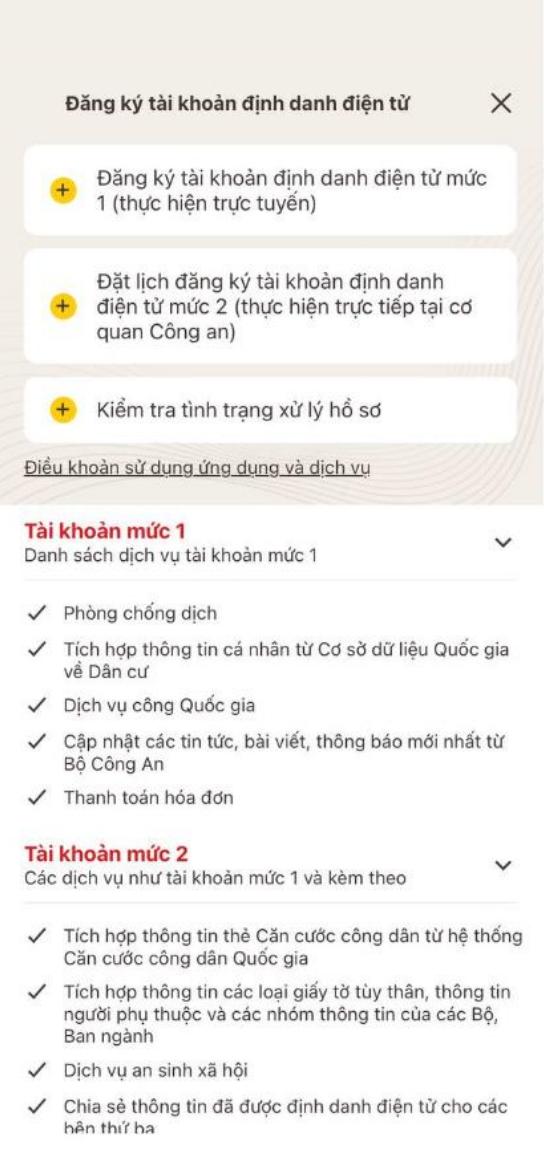 Đăng ký tài khoản định danh điện tử
Đăng ký tài khoản định danh điện tử mức
1 (thực hiện trực tuyến)
Đặt lịch đăng ký tài khoản định danh
điện tử mức 2 (thực hiện trực tiếp tại cơ
quan Công an)
Kiểm tra tình trạng xử lý hồ sơ
Điều khoản sử dụng ứng dụng và dịch vụ
Tài khoản mức 1
Danh sách dịch vụ tài khoản mức 1
Phòng chống dịch
Tích hợp thông tin cá nhân từ Cơ sở dữ liệu Quốc gia
về Dân cư
Dịch vụ công Quốc gia
Cập nhật các tin tức, bài viết, thông báo mới nhất từ
Bộ Công An
Thanh toán hóa đơn
Tài khoản mức 2
Các dịch vụ như tài khoản mức 1 và kèm theo
Tích hợp thông tin thẻ Căn cước công dân từ hệ thống
Căn cước công dân Quốc gia
Tích hợp thông tin các loại giấy tờ tùy thân, thông tin
người phụ thuộc và các nhóm thông tin của các Bộ,
Ban ngành
Dịch vụ an sinh xã hội
Chia sẻ thông tin đã được định danh điện tử cho các
bên thứ ba